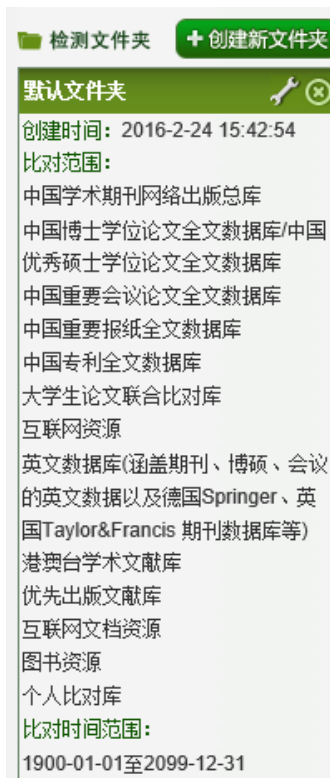 检测文件夹
创建新文件夹
默认文件夹
创建时间：2016-2-24 15:42:54
比对范围：
中国学术期刊网络出版总库
中国博士学位论文全文数据库/中国
优秀硕士学位论文全文数据库
中国重要会议论文全文数据库
中国重要报纸全文数据库
中国专利全文数据库
大学生论文联合比对库
互联网资源
英文数据库(涵盖期刊、博硕、会议
的英文数据以及德国Springer、英
国Taylor&Francis 期刊数据库等)
港澳台学术文献库
优先出版文献库
互联网文档资源
图书资源
个人比对库
比对时间范围：
1900-01-01至2099-12-31